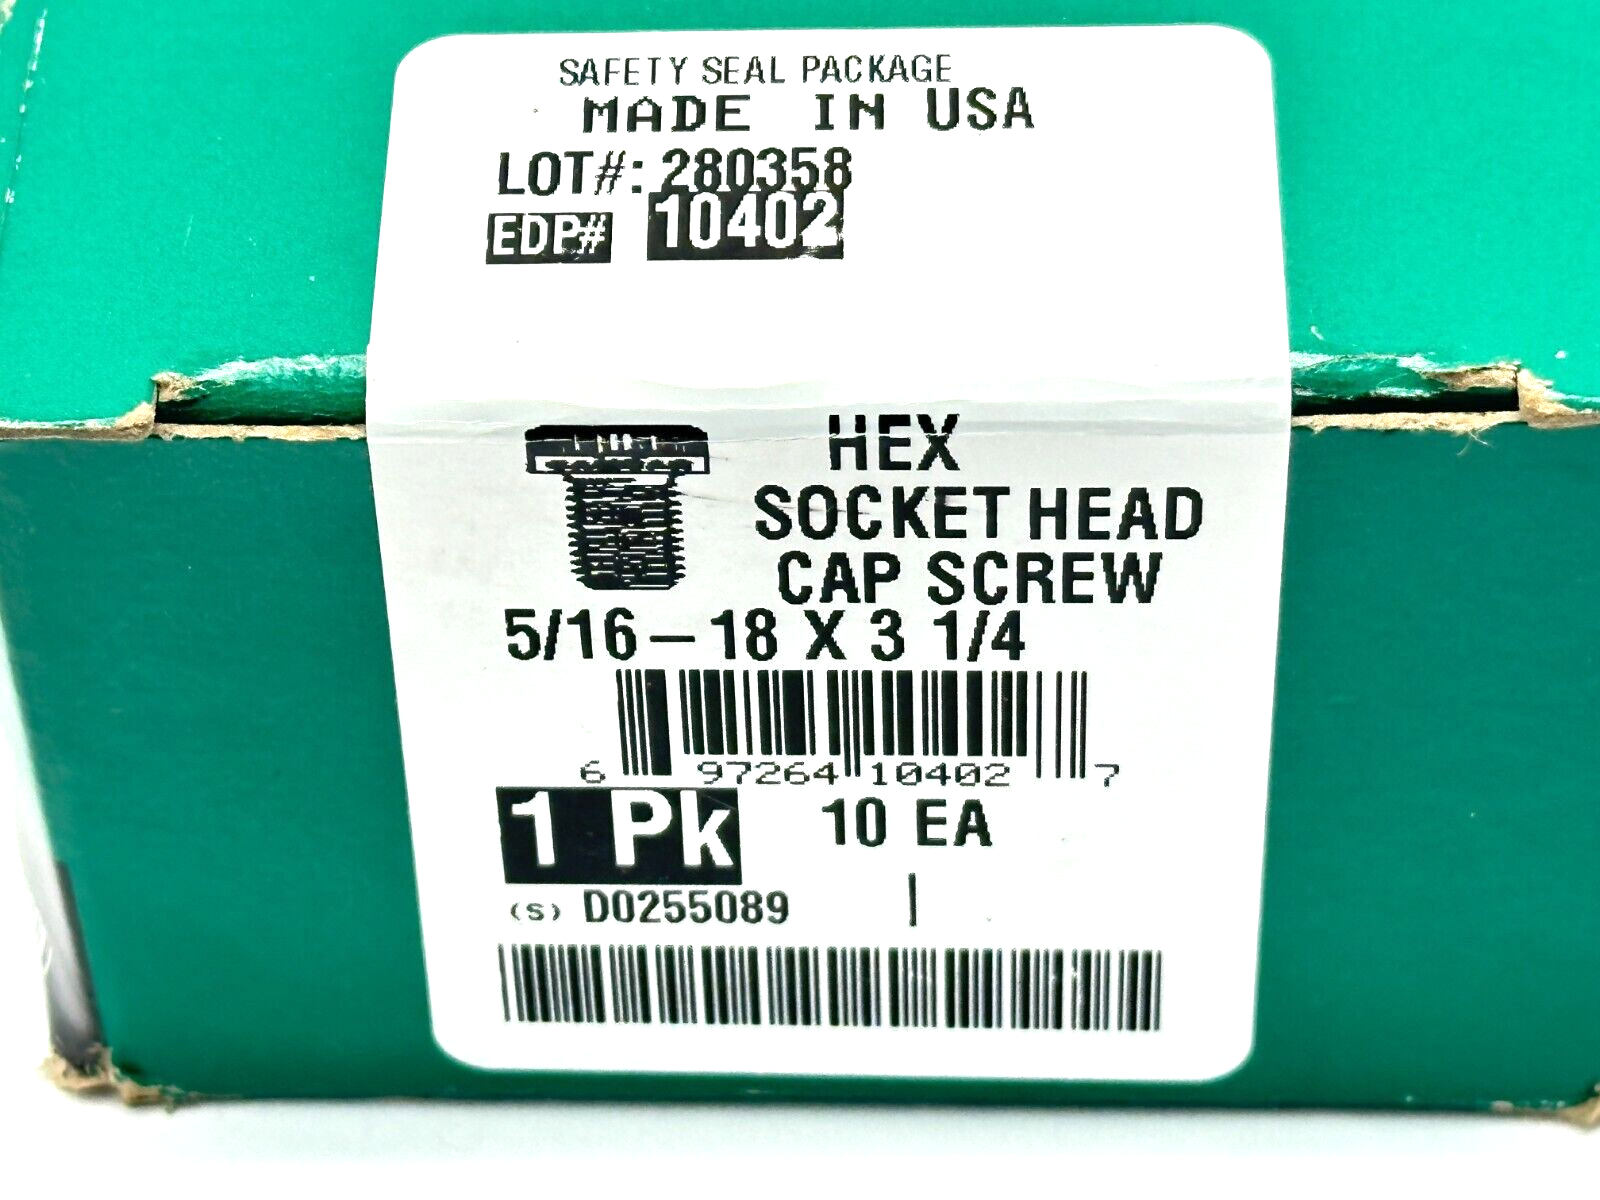 SAFETY SEAL PACKAGE
MADE IN USA
LOT#: 280358
EDP# 10402
HEX
SOCKET HEAD
CAP SCREW
5/16-18 X 3 1/4
6 97264 10402 7
1 Pk 10 EA
(S) D0255089